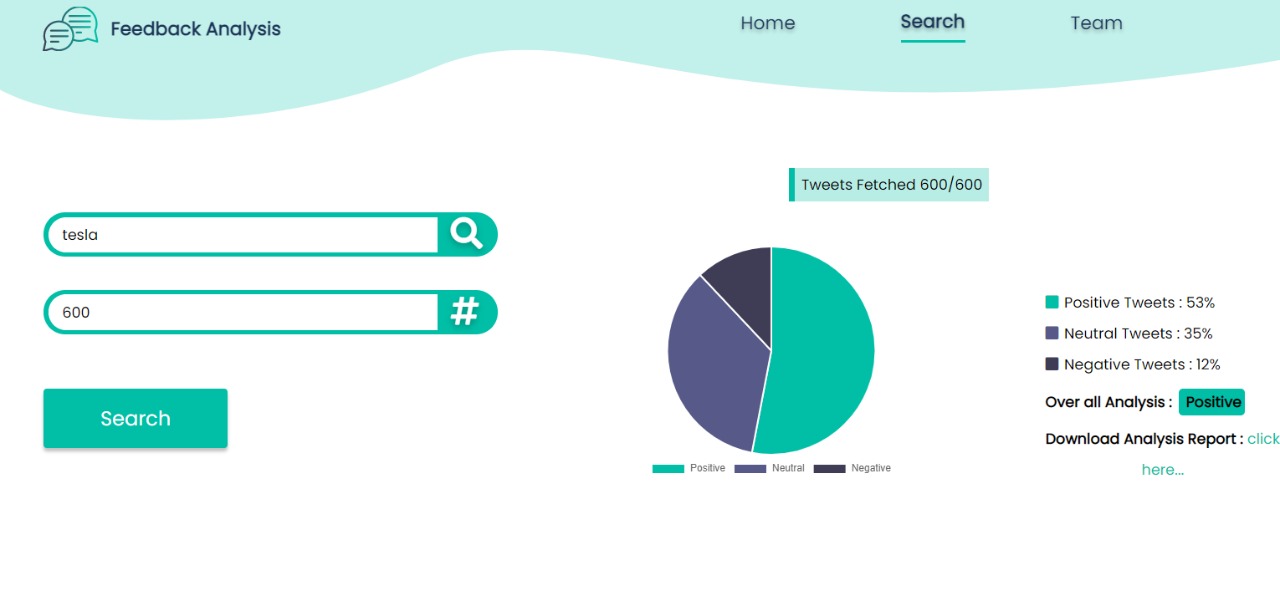 Feedback Analysis
Home
Search
Team
Tweets Fetched 600/600
tesla
600
#
Search
Positive Tweets : 53%
Neutral Tweets : 35%
Negative Tweets : 12%
Over all Analysis : Positive
Download Analysis Report : click
here...
Positive
Neutral
Negative